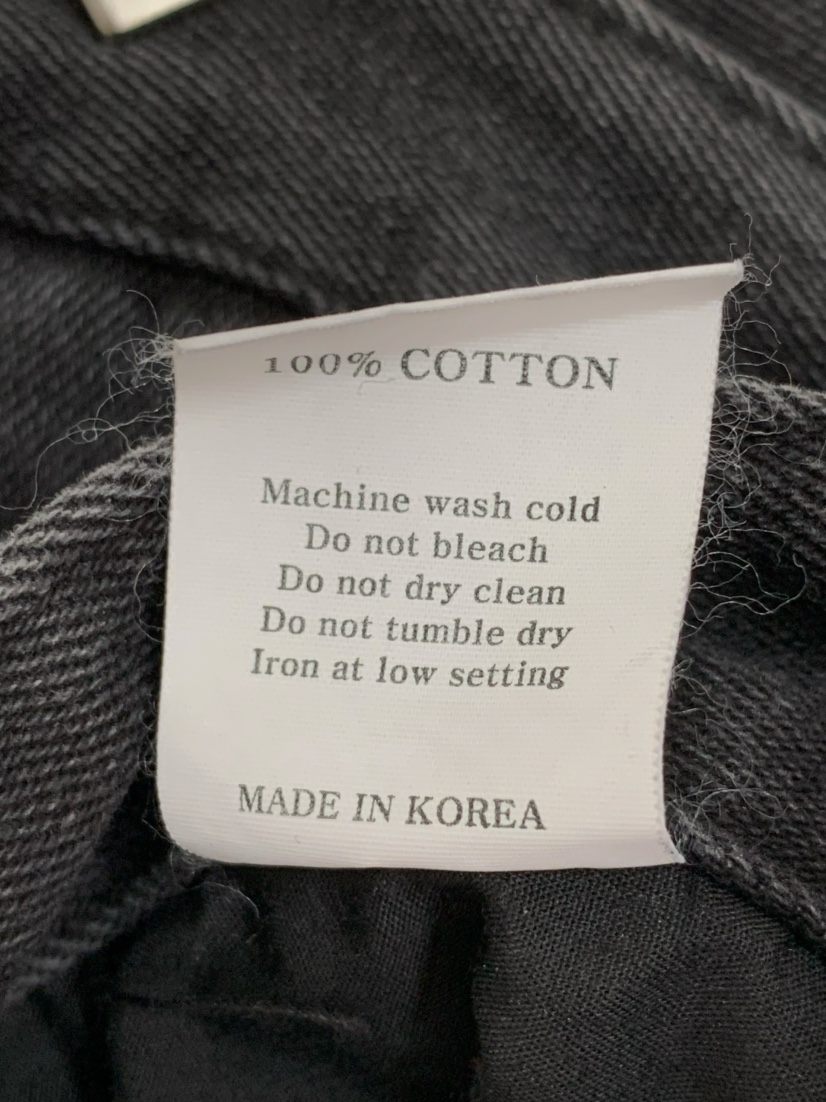 100% COTTON
Machine wash cold
Do not bleach
Do not dry clean
Do not tumble dry
Iron at low setting
MADE IN KOREA